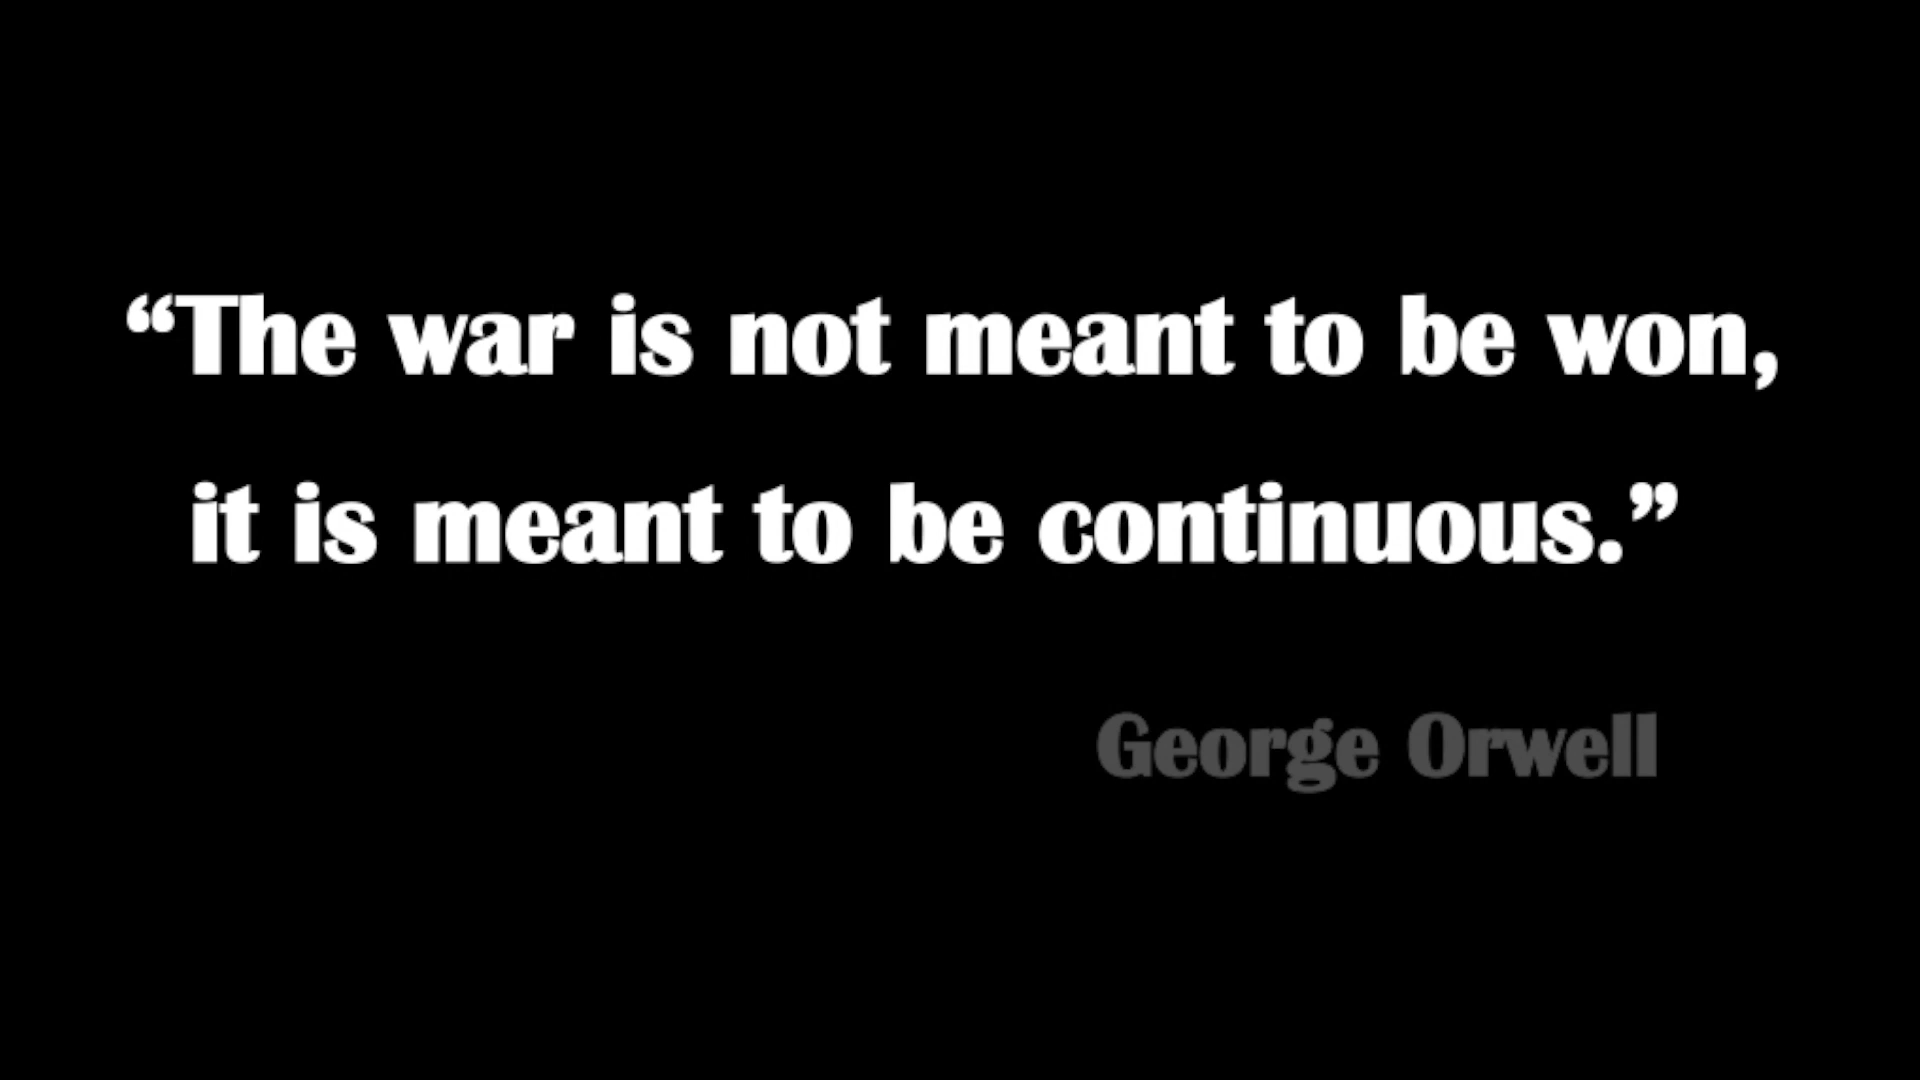 “The war is not meant to be won,
it is meant to be continuous.”
George Orwell